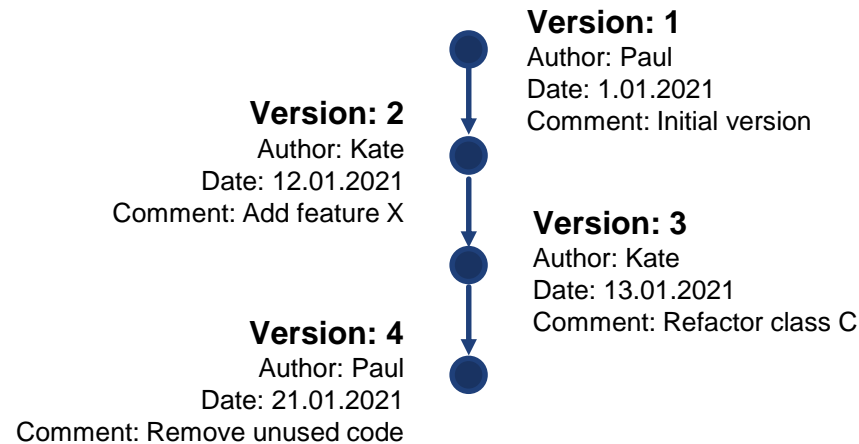 Version: 1
Author: Paul
Date: 1.01.2021
Comment: Initial version
Version: 2
Author: Kate
Date: 12.01.2021
Comment: Add feature X
Version: 3
Author: Kate
Date: 13.01.2021
Comment: Refactor class C
Version: 4
Author: Paul
Date: 21.01.2021
Comment: Remove unused code